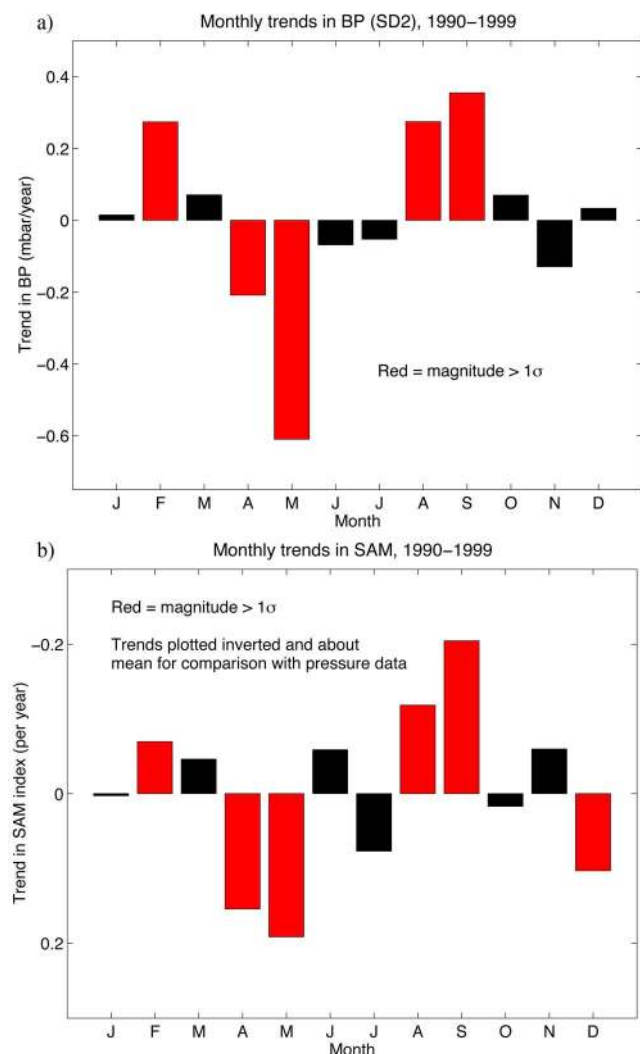 a)
Monthly trends in BP (SD2), 1990−1999
Trend in BP (mbar/year)
0.4
0.2
0
−0.2
−0.4
−0.6
Red = magnitude > 1σ
J F M A M J J A S O N D
Month
b)
Monthly trends in SAM, 1990−1999
Trend in SAM index (per year)
Red = magnitude > 1σ
−0.2
Trends plotted inverted and about
mean for comparison with pressure data
0
0.2
J F M A M J J A S O N D
Month